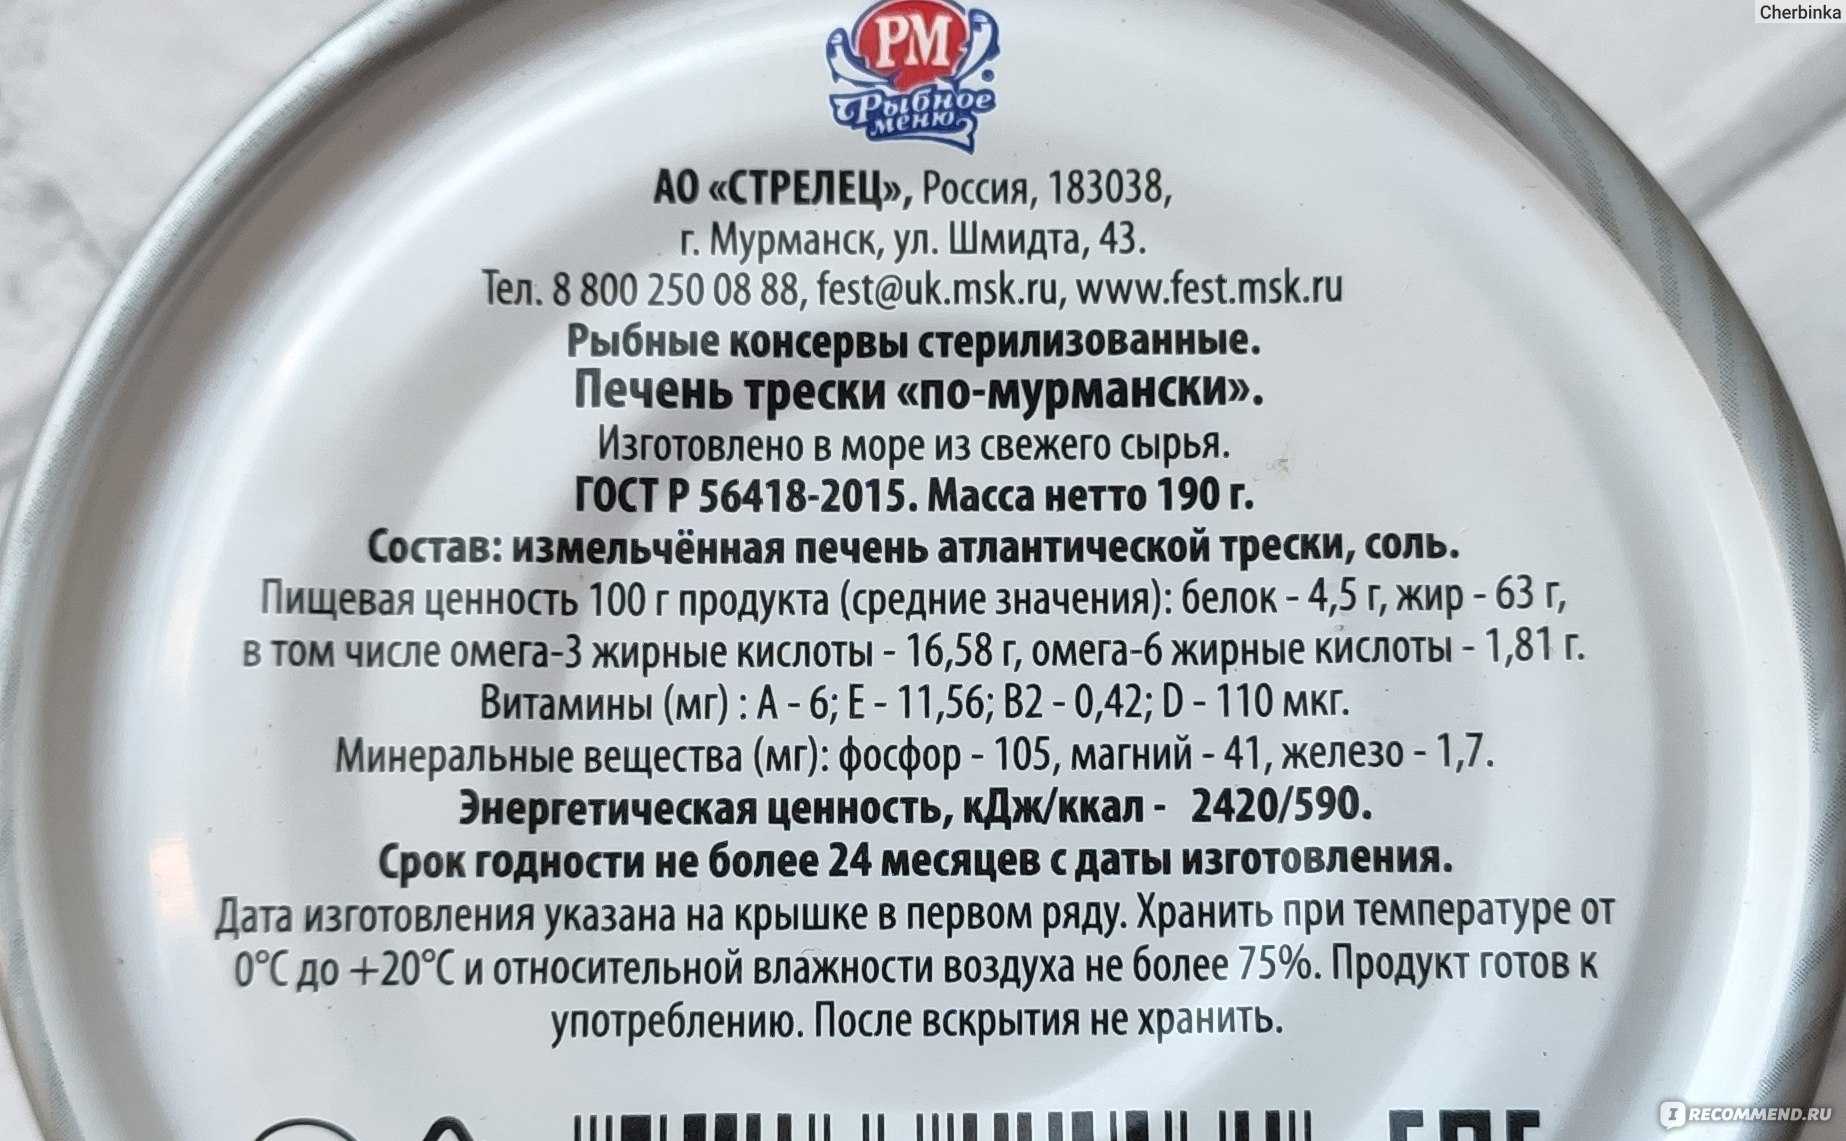 Cherbinka
РМ
Рыбное
меню
АО «СТРЕЛЕЦ», Россия, 183038,
г. Мурманск, ул. Шмидта, 43.
Тел. 8 800 250 08 88, fest@uk.msk.ru, www.fest.msk.ru
Рыбные консервы стерилизованные.
Печень трески «по-мурмански».
Изготовлено в море из свежего сырья.
ГОСТ Р 56418-2015. Масса нетто 190 г.
Состав: измельчённая печень атлантической трески, соль.
Пищевая ценность 100 г продукта (средние значения): белок - 4,5 г, жир - 63 г,
в том числе омега-3 жирные кислоты - 16,58 г, омега-6 жирные кислоты - 1,81 г.
Витамины (мг) : А - 6; Е - 11,56; В2 - 0,42; D - 110 мкг.
Минеральные вещества (мг): фосфор - 105, магний - 41, железо - 1,7.
Энергетическая ценность, кДж/ккал - 2420/590.
Срок годности не более 24 месяцев с даты изготовления.
Дата изготовления указана на крышке в первом ряду. Хранить при температуре от
0°С до +20°С и относительной влажности воздуха не более 75%. Продукт готов к
употреблению. После вскрытия не хранить.
IRECOMMEND.RU